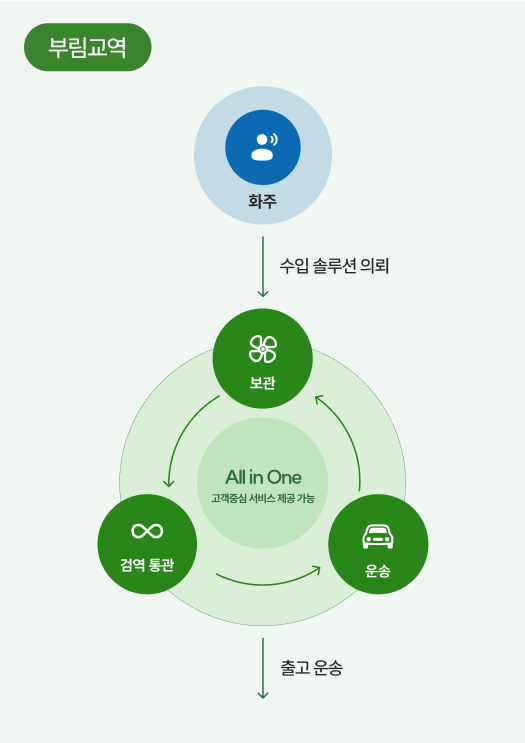 부림교역
화주
수입 솔루션 의뢰
보관
All in One
고객중심 서비스 제공 가능
검역 통관
운송
출고 운송